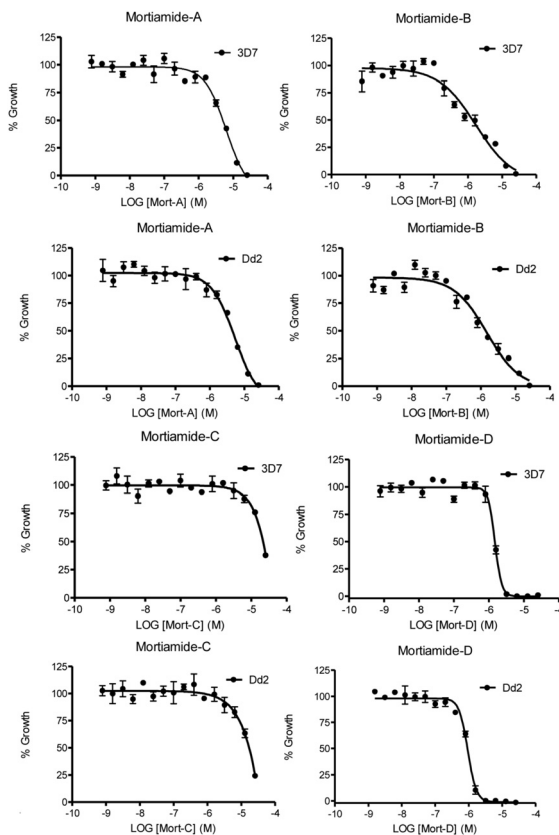 Mortiamide-A
% Growth
125
100
75
50
25
0
3D7
-10 -9 -8 -7 -6 -5 -4
LOG [Mort-A] (M)
Mortiamide-B
% Growth
125
100
75
50
25
0
3D7
-10 -9 -8 -7 -6 -5 -4
LOG [Mort-B] (M)
Mortiamide-A
% Growth
125
100
75
50
25
0
Dd2
-10 -9 -8 -7 -6 -5 -4
LOG [Mort-A] (M)
Mortiamide-B
% Growth
125
100
75
50
25
0
Dd2
-10 -9 -8 -7 -6 -5 -4
LOG [Mort-B] (M)
Mortiamide-C
% Growth
125
100
75
50
25
0
3D7
-10 -9 -8 -7 -6 -5 -4
LOG [Mort-C] (M)
Mortiamide-D
% Growth
125
100
75
50
25
0
3D7
-10 -9 -8 -7 -6 -5 -4
LOG [Mort-D] (M)
Mortiamide-C
% Growth
125
100
75
50
25
0
Dd2
-10 -9 -8 -7 -6 -5 -4
LOG [Mort-C] (M)
Mortiamide-D
% Growth
125
100
75
50
25
0
Dd2
-10 -9 -8 -7 -6 -5 -4
LOG [Mort-D] (M)